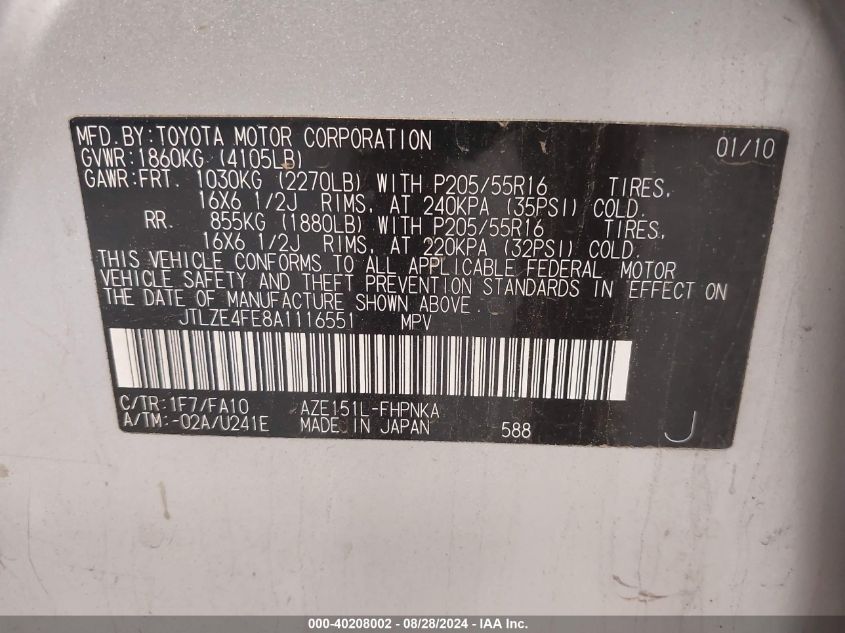 MFD.BY:TOYOTA MOTOR CORPORATION 01/10
GVWR:1860KG (4105LB)
GAWR:FRT. 1030KG (2270LB) WITH P205/55R16 TIRES,
16X6 1/2J RIMS, AT 240KPA (35PSI) COLD.
RR. 855KG (1880LB) WITH P205/55R16 TIRES,
16X6 1/2J RIMS, AT 220KPA (32PSI) COLD.
THIS VEHICLE CONFORMS TO ALL APPLICABLE FEDERAL MOTOR
VEHICLE SAFETY AND THEFT PREVENTION STANDARDS IN EFFECT ON
THE DATE OF MANUFACTURE SHOWN ABOVE.
JTLZE4FE8A1116551 MPV
C/TR:1F7/FA10 AZE151L-FHPNKA
A/TM:-02A/U241E MADE IN JAPAN 588 J
000-40208002 - 08/28/2024 - IAA Inc.